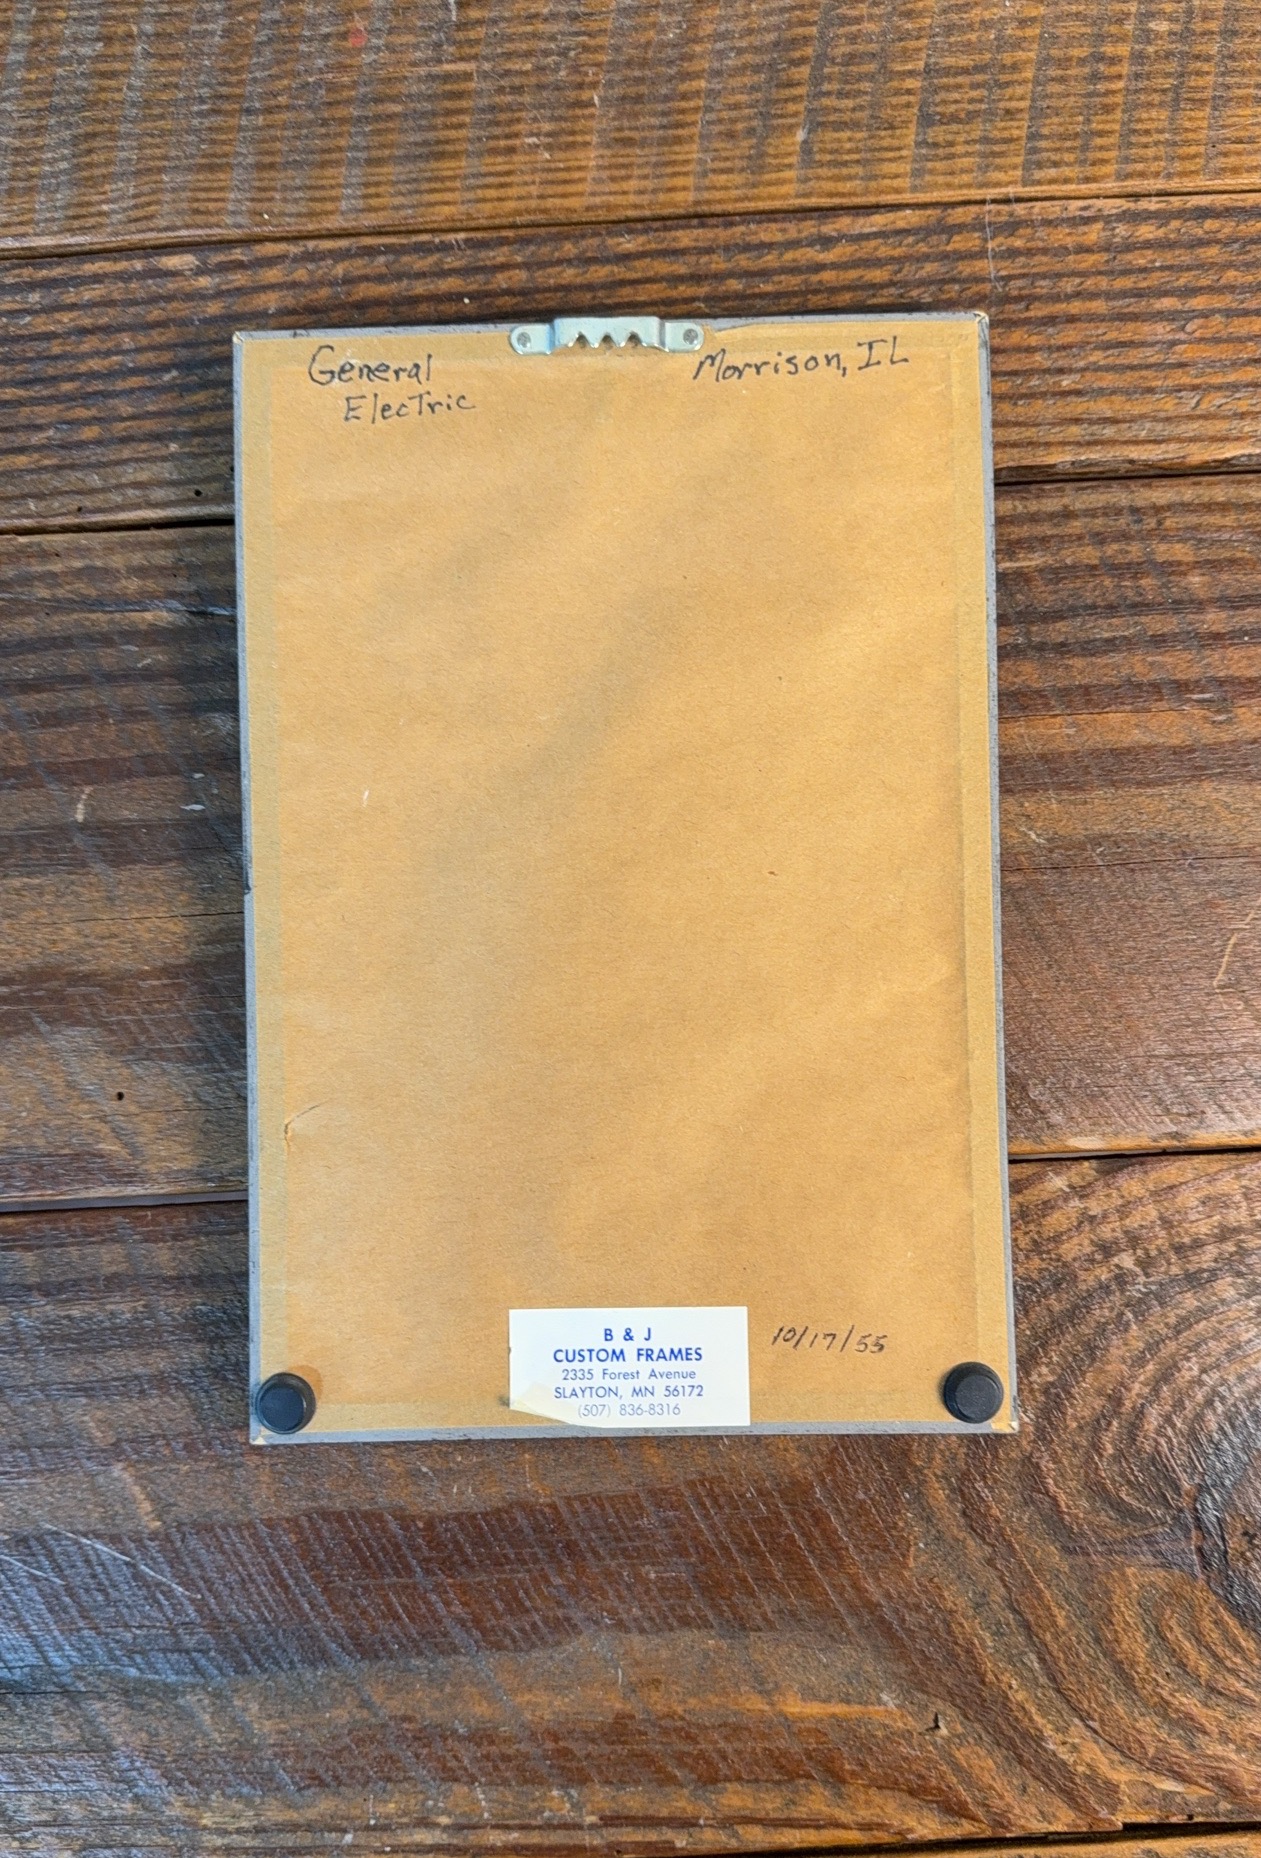 General
Electric
Morrison, IL
B & J
CUSTOM FRAMES
2335 Forest Avenue
SLAYTON, MN 56172
(507) 836-8316
10/17/55